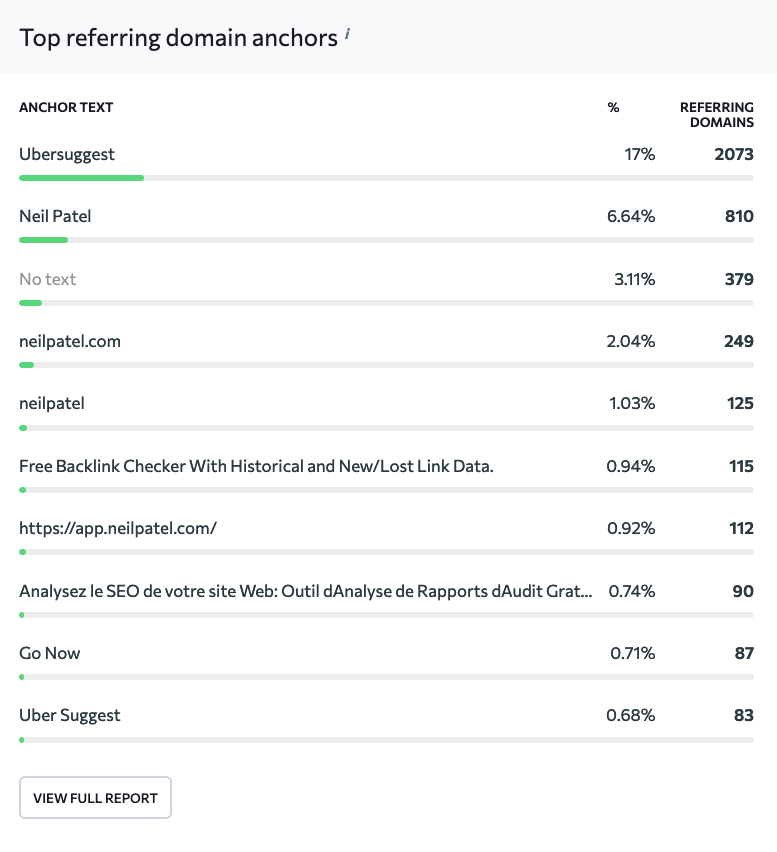 Top referring domain anchors i
ANCHOR TEXT % REFERRING DOMAINS
Ubersuggest 17% 2073
Neil Patel 6.64% 810
No text 3.11% 379
neilpatel.com 2.04% 249
neilpatel 1.03% 125
Free Backlink Checker With Historical and New/Lost Link Data. 0.94% 115
https://app.neilpatel.com/ 0.92% 112
Analysez le SEO de votre site Web: Outil dAnalyse de Rapports dAudit Grat... 0.74% 90
Go Now 0.71% 87
Uber Suggest 0.68% 83
VIEW FULL REPORT